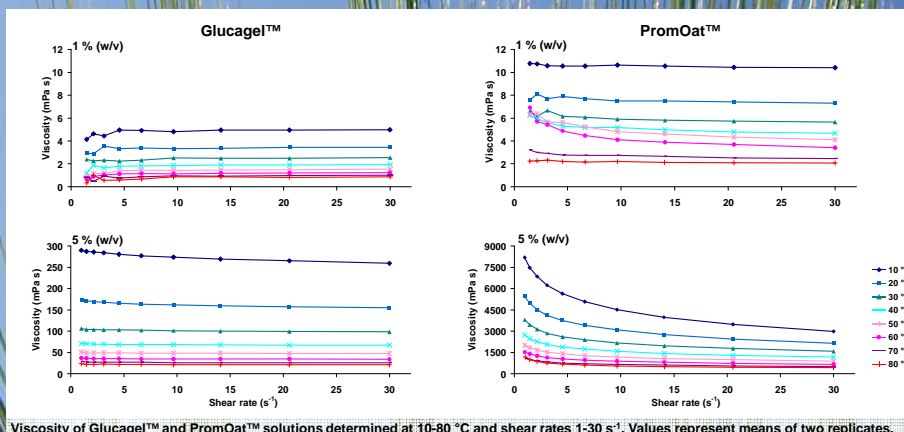 Glucagel™
PromOat™
1 % (w/v)
1 % (w/v)
Viscosity (mPa s)
12
10
8
6
4
2
0
0 5 10 15 20 25 30
Viscosity (mPa s)
12
10
8
6
4
2
0
0 5 10 15 20 25 30
5 % (w/v)
5 % (w/v)
Viscosity (mPa s)
300
250
200
150
100
50
0
0 5 10 15 20 25 30
Shear rate (s⁻¹)
Viscosity (mPa s)
9000
7500
6000
4500
3000
1500
0
0 5 10 15 20 25 30
Shear rate (s⁻¹)
10 °
20 °
30 °
40 °
50 °
60 °
70 °
80 °
Viscosity of Glucagel™ and PromOat™ solutions determined at 10-80 °C and shear rates 1-30 s⁻¹. Values represent means of two replicates.